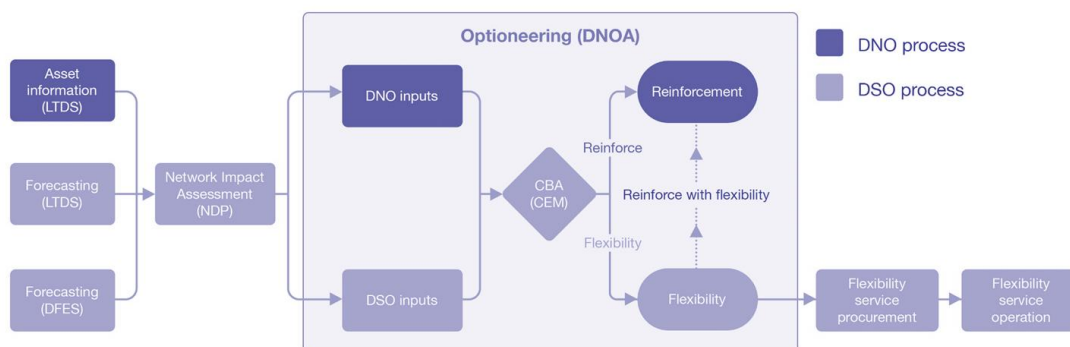 Optioneering (DNOA)
DNO process
DSO process
Asset
information
(LTDS)
Forecasting
(LTDS)
Forecasting
(DFES)
Network Impact
Assessment
(NDP)
DNO inputs
DSO inputs
CBA
(CEM)
Reinforce
Flexibility
Reinforcement
Reinforce with flexibility
Flexibility
Flexibility
service
procurement
Flexibility
service
operation